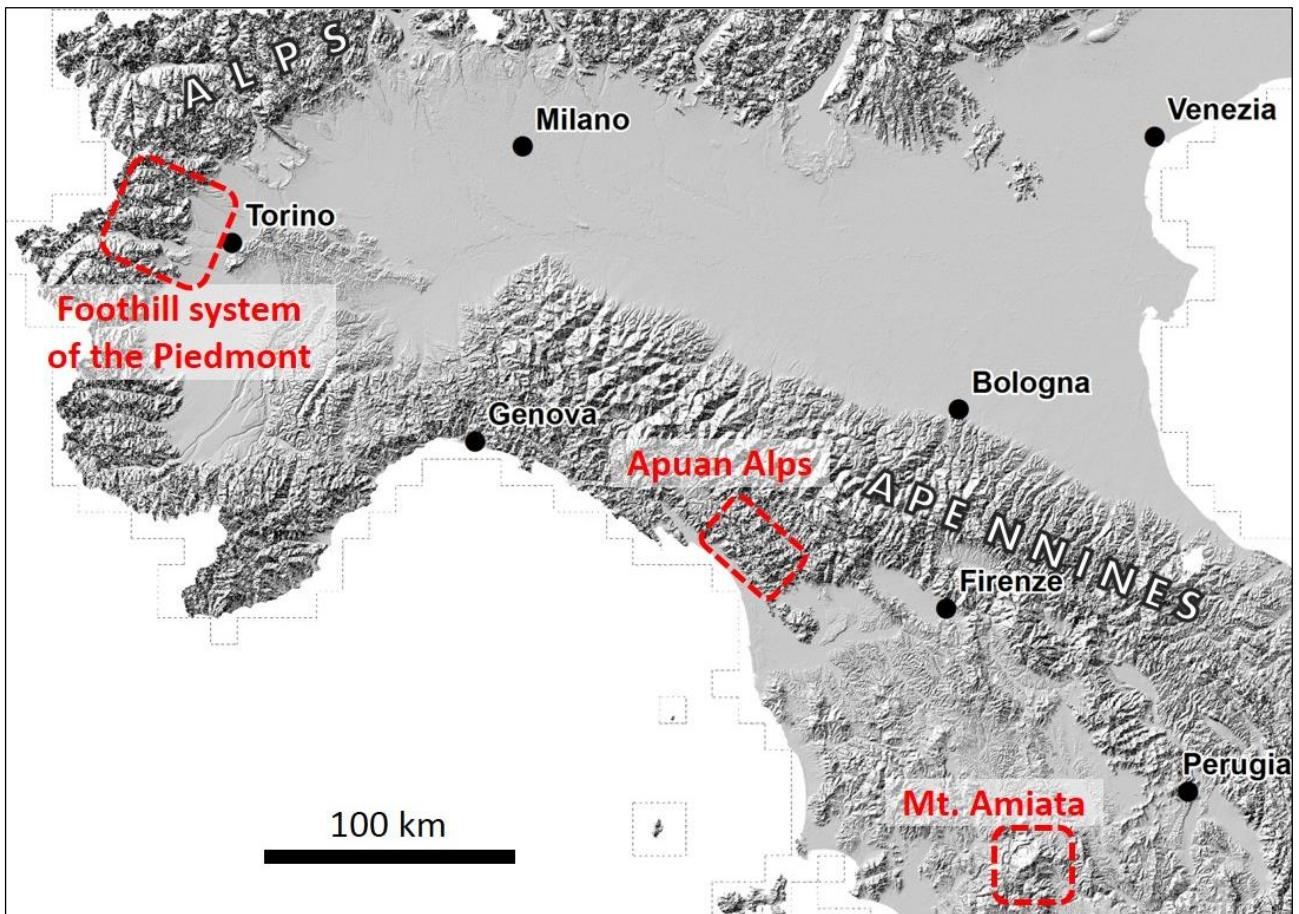 ALPS
Milano
Venezia
Torino
Foothill system
of the Piedmont
Bologna
Genova
Apuan Alps
APENNINES
Firenze
Perugia
Mt. Amiata
100 km